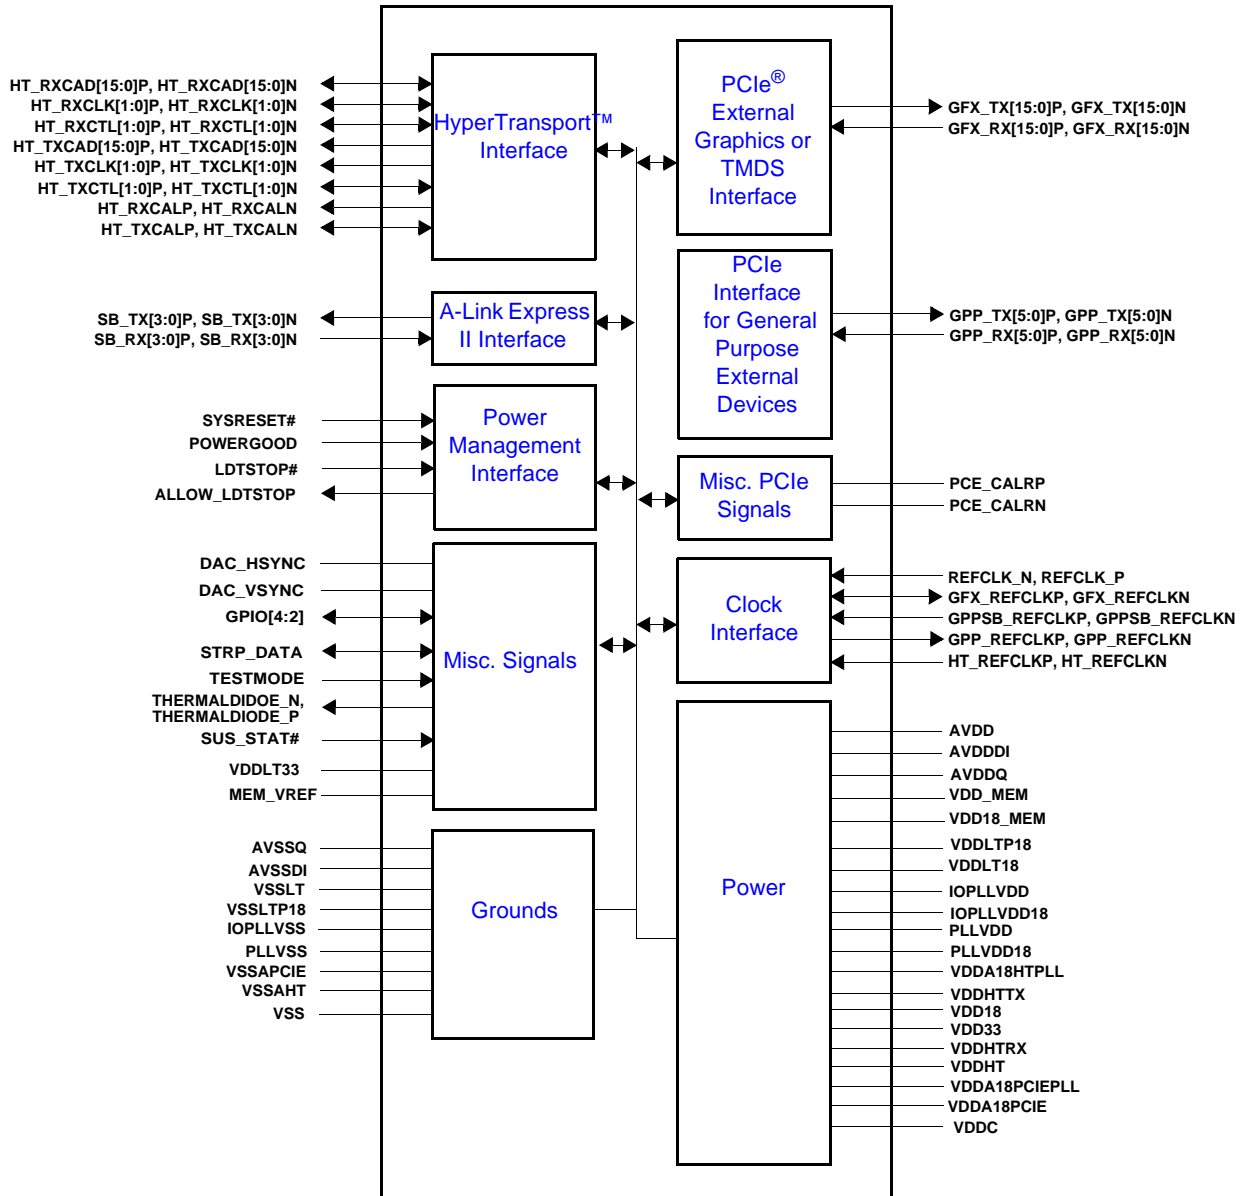 HT_RXCAD[15:0]P, HT_RXCAD[15:0]N
HT_RXCLK[1:0]P, HT_RXCLK[1:0]N
HT_RXCTL[1:0]P, HT_RXCTL[1:0]N
HT_TXCAD[15:0]P, HT_TXCAD[15:0]N
HT_TXCLK[1:0]P, HT_TXCLK[1:0]N
HT_TXCTL[1:0]P, HT_TXCTL[1:0]N
HT_RXCALP, HT_RXCALN
HT_TXCALP, HT_TXCALN
HyperTransport™
Interface
SB_TX[3:0]P, SB_TX[3:0]N
SB_RX[3:0]P, SB_RX[3:0]N
A-Link Express
II Interface
SYSRESET#
POWERGOOD
LDTSTOP#
ALLOW_LDTSTOP
Power
Management
Interface
DAC_HSYNC
DAC_VSYNC
GPIO[4:2]
STRP_DATA
TESTMODE
THERMALDIDOE_N,
THERMALDIODE_P
SUS_STAT#
VDDLT33
MEM_VREF
Misc. Signals
AVSSQ
AVSSDI
VSSLT
VSSLTP18
IOPLLVSS
PLLVSS
VSSAPCIE
VSSAHT
VSS
Grounds
PCIe®
External
Graphics or
TMDS
Interface
GFX_TX[15:0]P, GFX_TX[15:0]N
GFX_RX[15:0]P, GFX_RX[15:0]N
PCIe
Interface
for General
Purpose
External
Devices
GPP_TX[5:0]P, GPP_TX[5:0]N
GPP_RX[5:0]P, GPP_RX[5:0]N
Misc. PCIe
Signals
PCE_CALRP
PCE_CALRN
Clock
Interface
REFCLK_N, REFCLK_P
GFX_REFCLKP, GFX_REFCLKN
GPPSB_REFCLKP, GPPSB_REFCLKN
GPP_REFCLKP, GPP_REFCLKN
HT_REFCLKP, HT_REFCLKN
Power
AVDD
AVDDDI
AVDDQ
VDD_MEM
VDD18_MEM
VDDLTP18
VDDLT18
IOPLLVDD
IOPLLVDD18
PLLVDD
PLLVDD18
VDDA18HTPLL
VDDHTTX
VDD18
VDD33
VDDHTRX
VDDHT
VDDA18PCIEPLL
VDDA18PCIE
VDDC